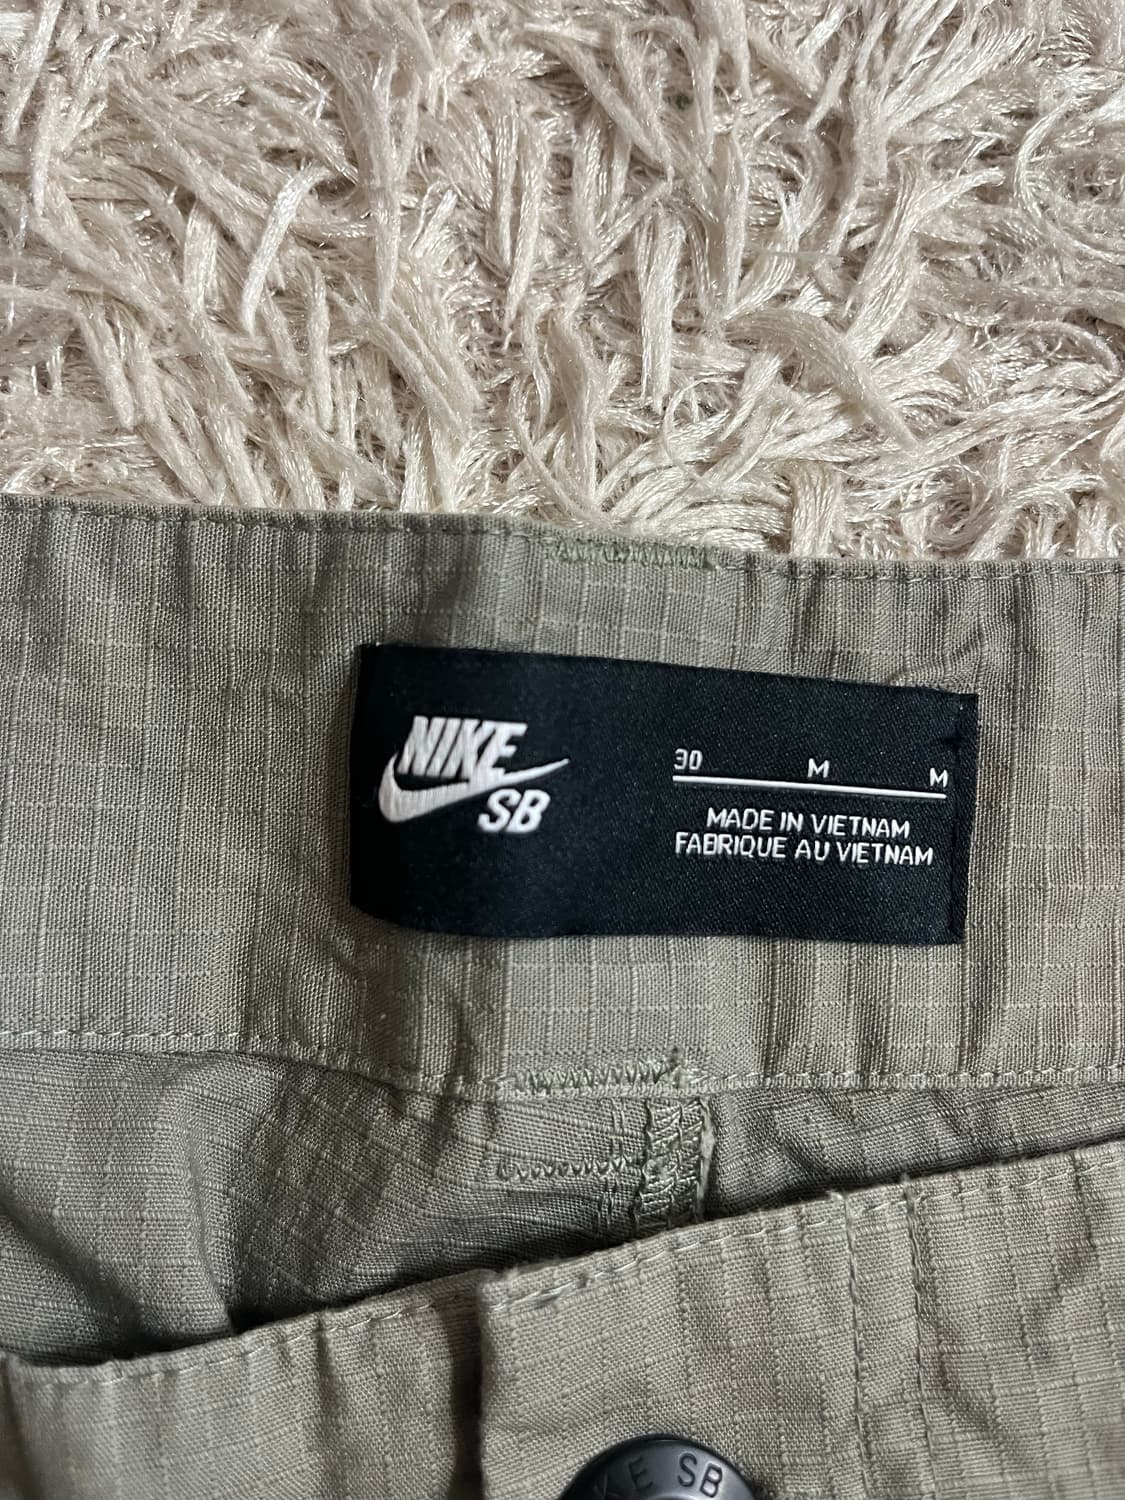 NIKE
SB
30 M M
MADE IN VIETNAM
FABRIQUE AU VIETNAM
KE SB